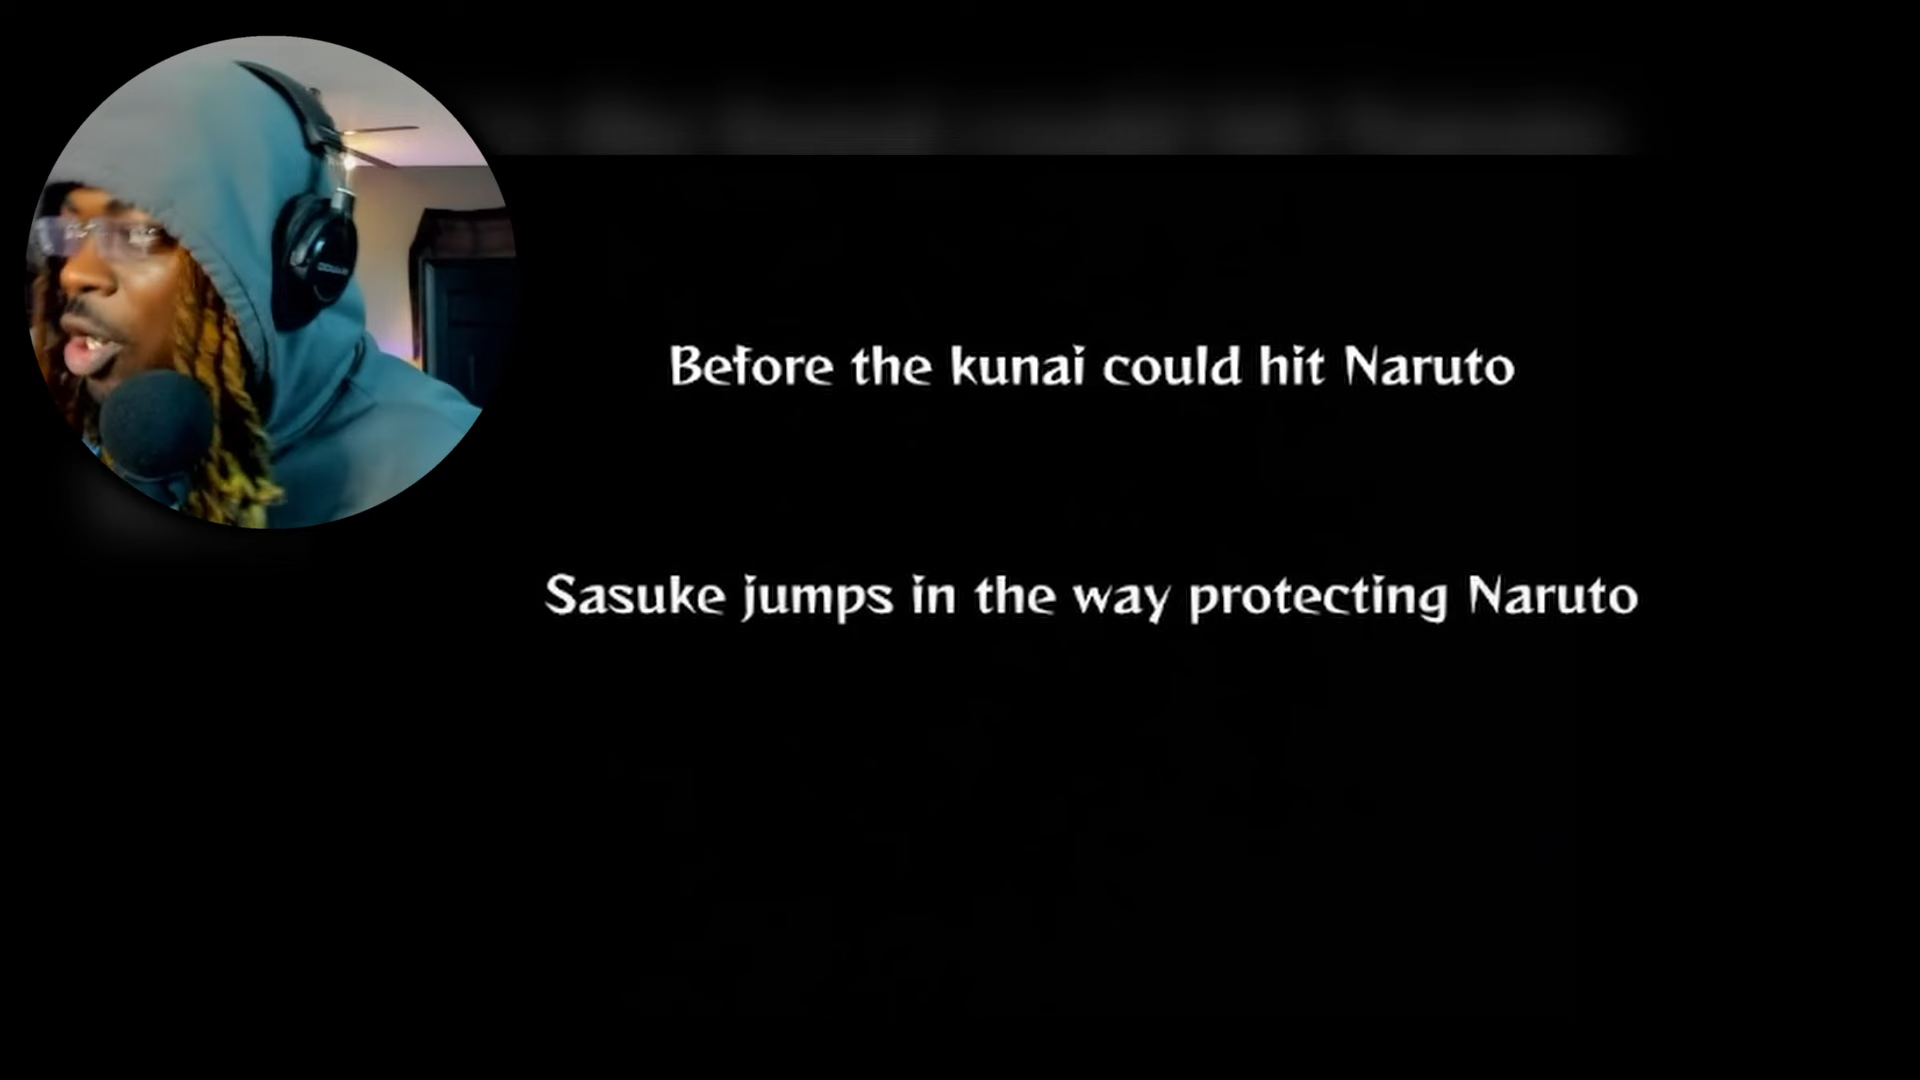 Before the kunai could hit Naruto
Sasuke jumps in the way protecting Naruto